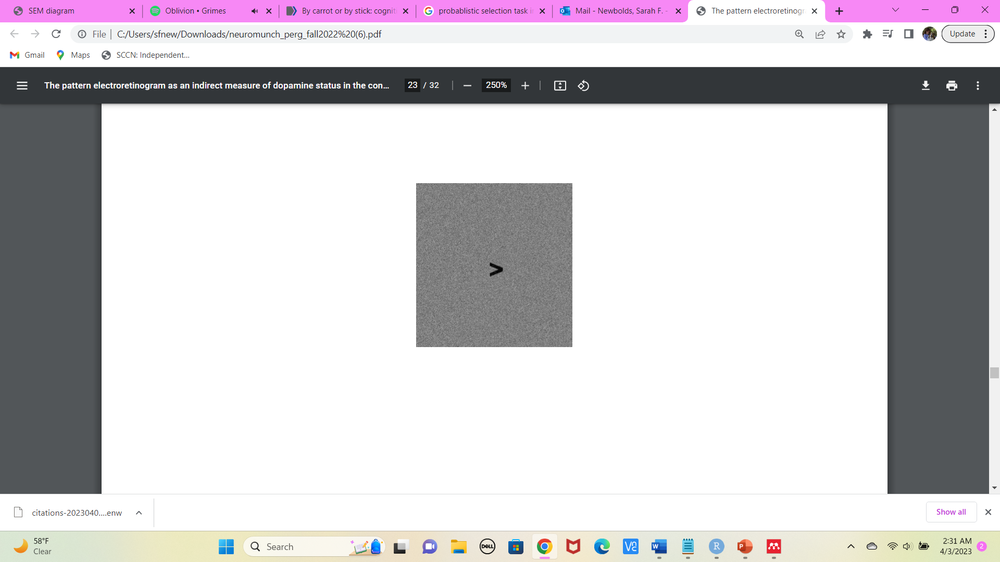 SEM diagram
Oblivion • Grimes
By carrot or by stick: cogniti
probablistic selection task i
Mail - Newbolds, Sarah F. -
The pattern electroretinogr
File
C:/Users/sfnew/Downloads/neuromunch_perg_fall2022%20(6).pdf
Update
Gmail
Maps
SCCN: Independent...
The pattern electroretinogram as an indirect measure of dopamine status in the con...
23 / 32
250%
>
citations-2023040....enw
Show all
58°F
Clear
Search
DELL
W
R
P
2:31 AM
4/3/2023
2